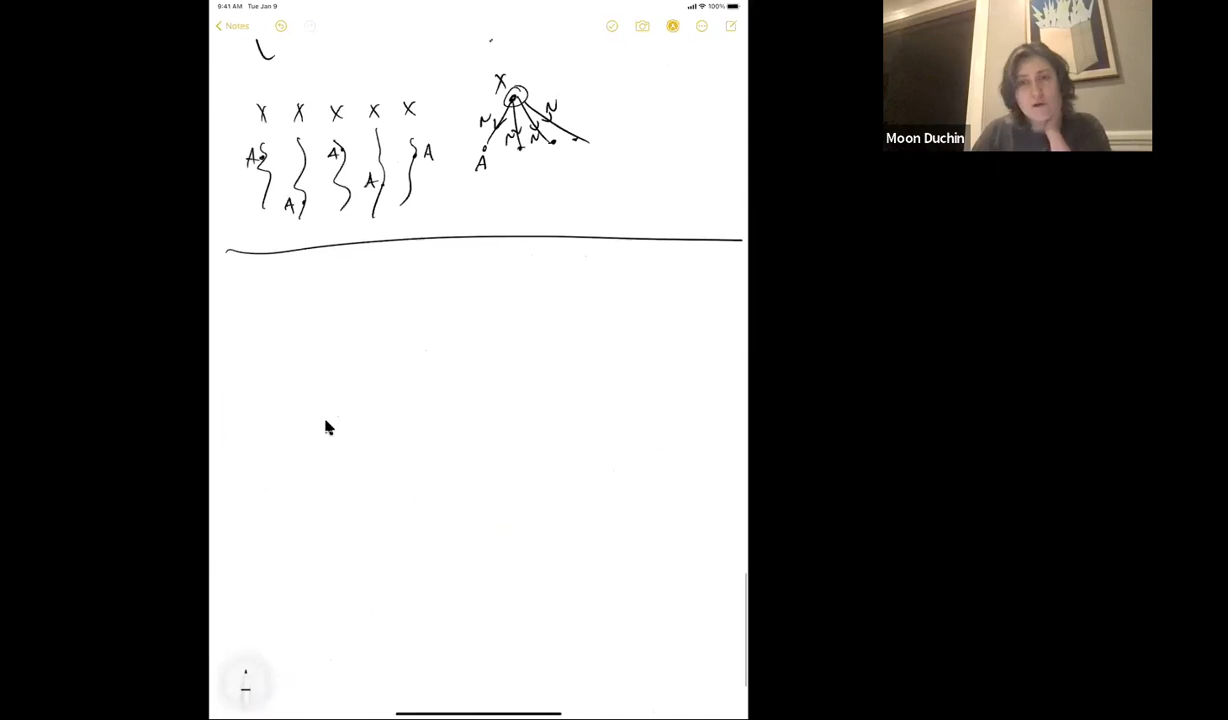 9:41 AM Tue Jan 9
100%
Notes
X
X X X X X
N N N N
A A A A A
A
Moon Duchin